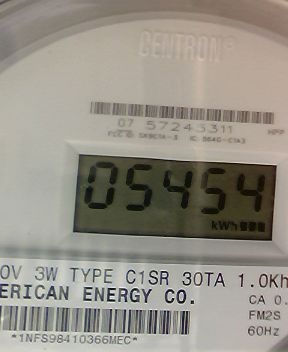 CENTRON®
07 57243311
HPP
05454
kWh
0V 3W TYPE C1SR 30TA 1.0Kh
ERICAN ENERGY CO.
CA 0.
FM2S
60Hz
*1NFS98410366MEC*